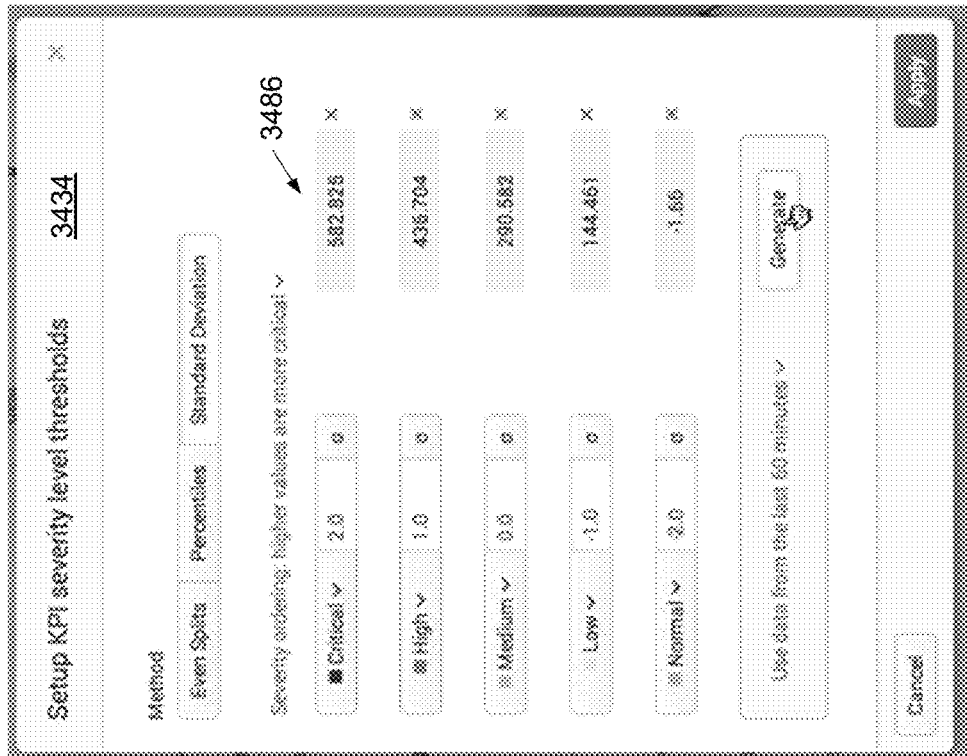 Setup KPI severity level thresholds 3434 ×
Method
Even Splits Percentiles Standard Deviation
Severity ordering: higher values are more critical ∨ 3486
Critical ∨ 2.0 σ 582.826 ×
High ∨ 1.0 σ 436.704 ×
Medium ∨ 0.0 σ 290.583 ×
Low ∨ -1.0 σ 144.461 ×
Normal ∨ -2.0 σ -1.66 ×
Use data from the last 60 minutes ∨ Generate
Cancel Apply